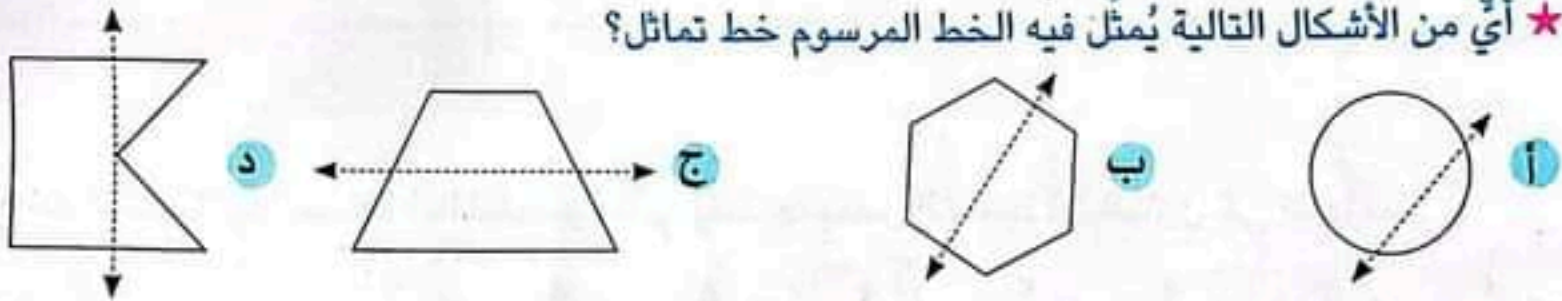 ★ أيّ من الأشكال التالية يُمثّل فيه الخط المرسوم خط تماثل؟
أ
ب
ج
د